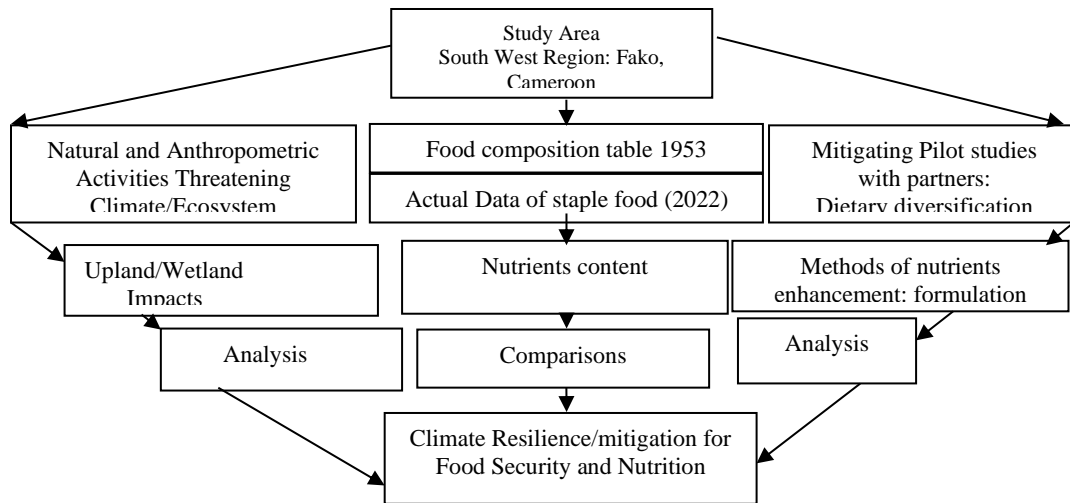 Study Area
South West Region: Fako,
Cameroon
Natural and Anthropometric
Activities Threatening
Climate/Ecosystem
Food composition table 1953
Actual Data of staple food (2022)
Mitigating Pilot studies
with partners:
Dietary diversification
Upland/Wetland
Impacts
Nutrients content
Methods of nutrients
enhancement: formulation
Analysis
Comparisons
Analysis
Climate Resilience/mitigation for
Food Security and Nutrition